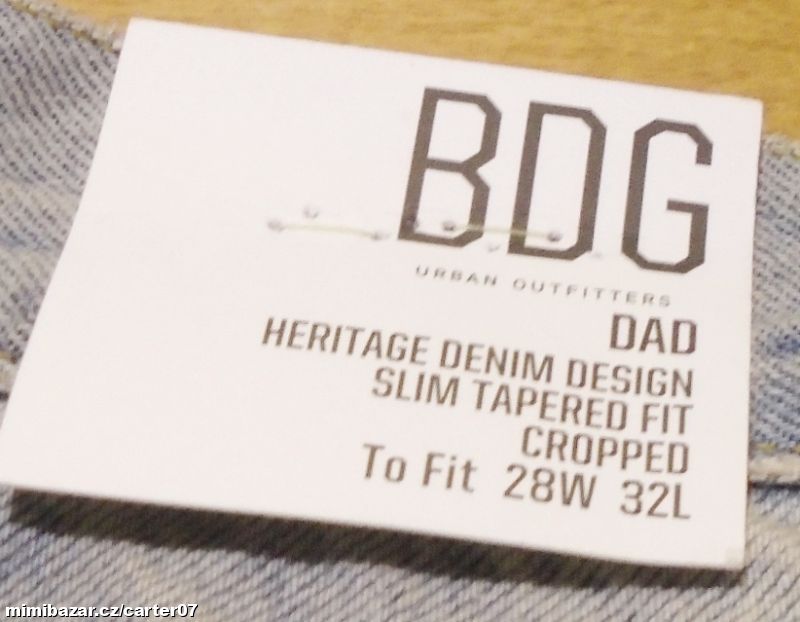 BDG
URBAN OUTFITTERS
DAD
HERITAGE DENIM DESIGN
SLIM TAPERED FIT
CROPPED
To Fit 28W 32L
mimibazar.cz/carter07